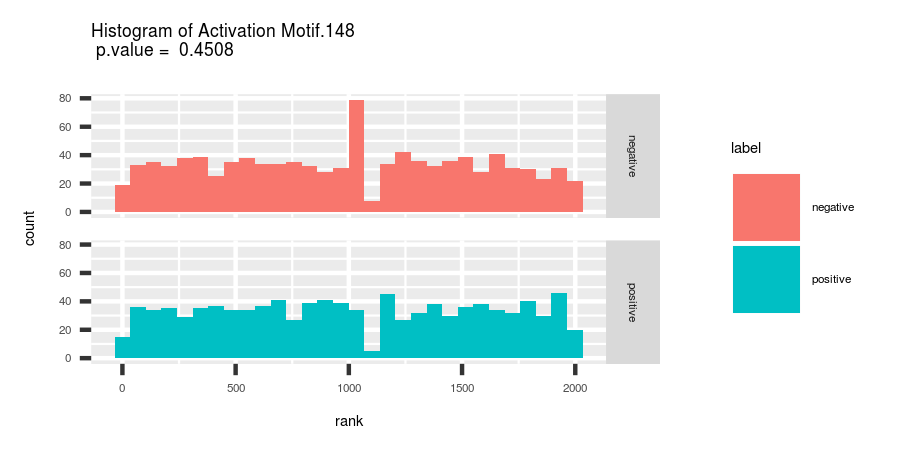 Histogram of Activation Motif.148
p.value =  0.4508
count
80
60
40
20
0
negative
80
60
40
20
0
positive
0
500
1000
1500
2000
rank
label
negative
positive